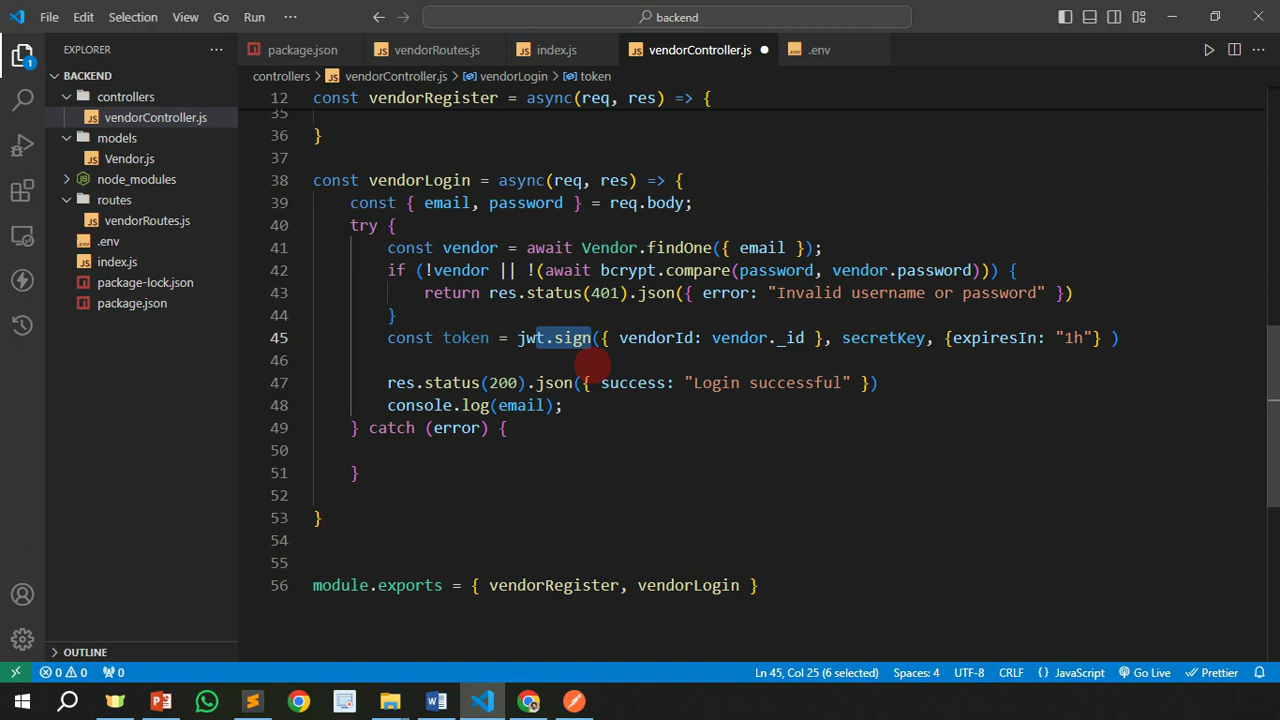 File Edit Selection View Go Run ··· backend
EXPLORER ···
package.json vendorRoutes.js index.js vendorController.js .env
1
BACKEND
controllers
vendorController.js
models
Vendor.js
node_modules
routes
vendorRoutes.js
.env
index.js
package-lock.json
package.json
OUTLINE
controllers > vendorController.js > vendorLogin > token
12 const vendorRegister = async(req, res) => {
35
36 }
37
38 const vendorLogin = async(req, res) => {
39 const { email, password } = req.body;
40 try {
41 const vendor = await Vendor.findOne({ email });
42 if (!vendor || !(await bcrypt.compare(password, vendor.password))) {
43 return res.status(401).json({ error: "Invalid username or password" })
44 }
45 const token = jwt.sign({ vendorId: vendor._id }, secretKey, {expiresIn: "1h"} )
46
47 res.status(200).json({ success: "Login successful" })
48 console.log(email);
49 } catch (error) {
50
51 }
52
53 }
54
55
56 module.exports = { vendorRegister, vendorLogin }
0 0 0 Ln 45, Col 25 (6 selected) Spaces: 4 UTF-8 CRLF { } JavaScript Go Live Prettier